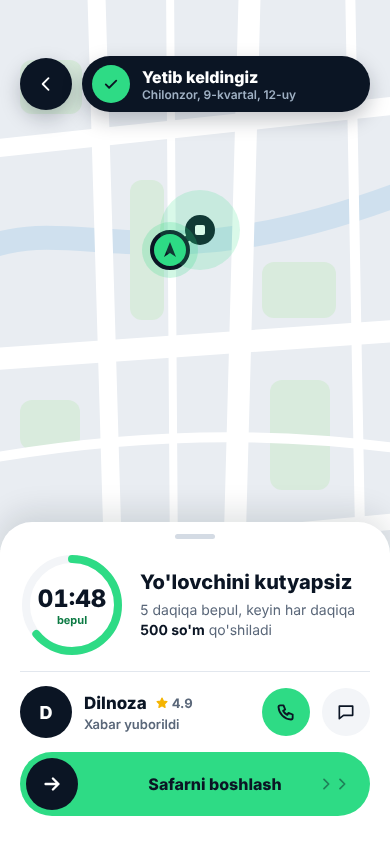 Yetib keldingiz
Chilonzor, 9-kvartal, 12-uy
01:48
bepul
Yo'lovchini kutyapsiz
5 daqiqa bepul, keyin har daqiqa
500 so'm qo'shiladi
D
Dilnoza 4.9
Xabar yuborildi
Safarni boshlash